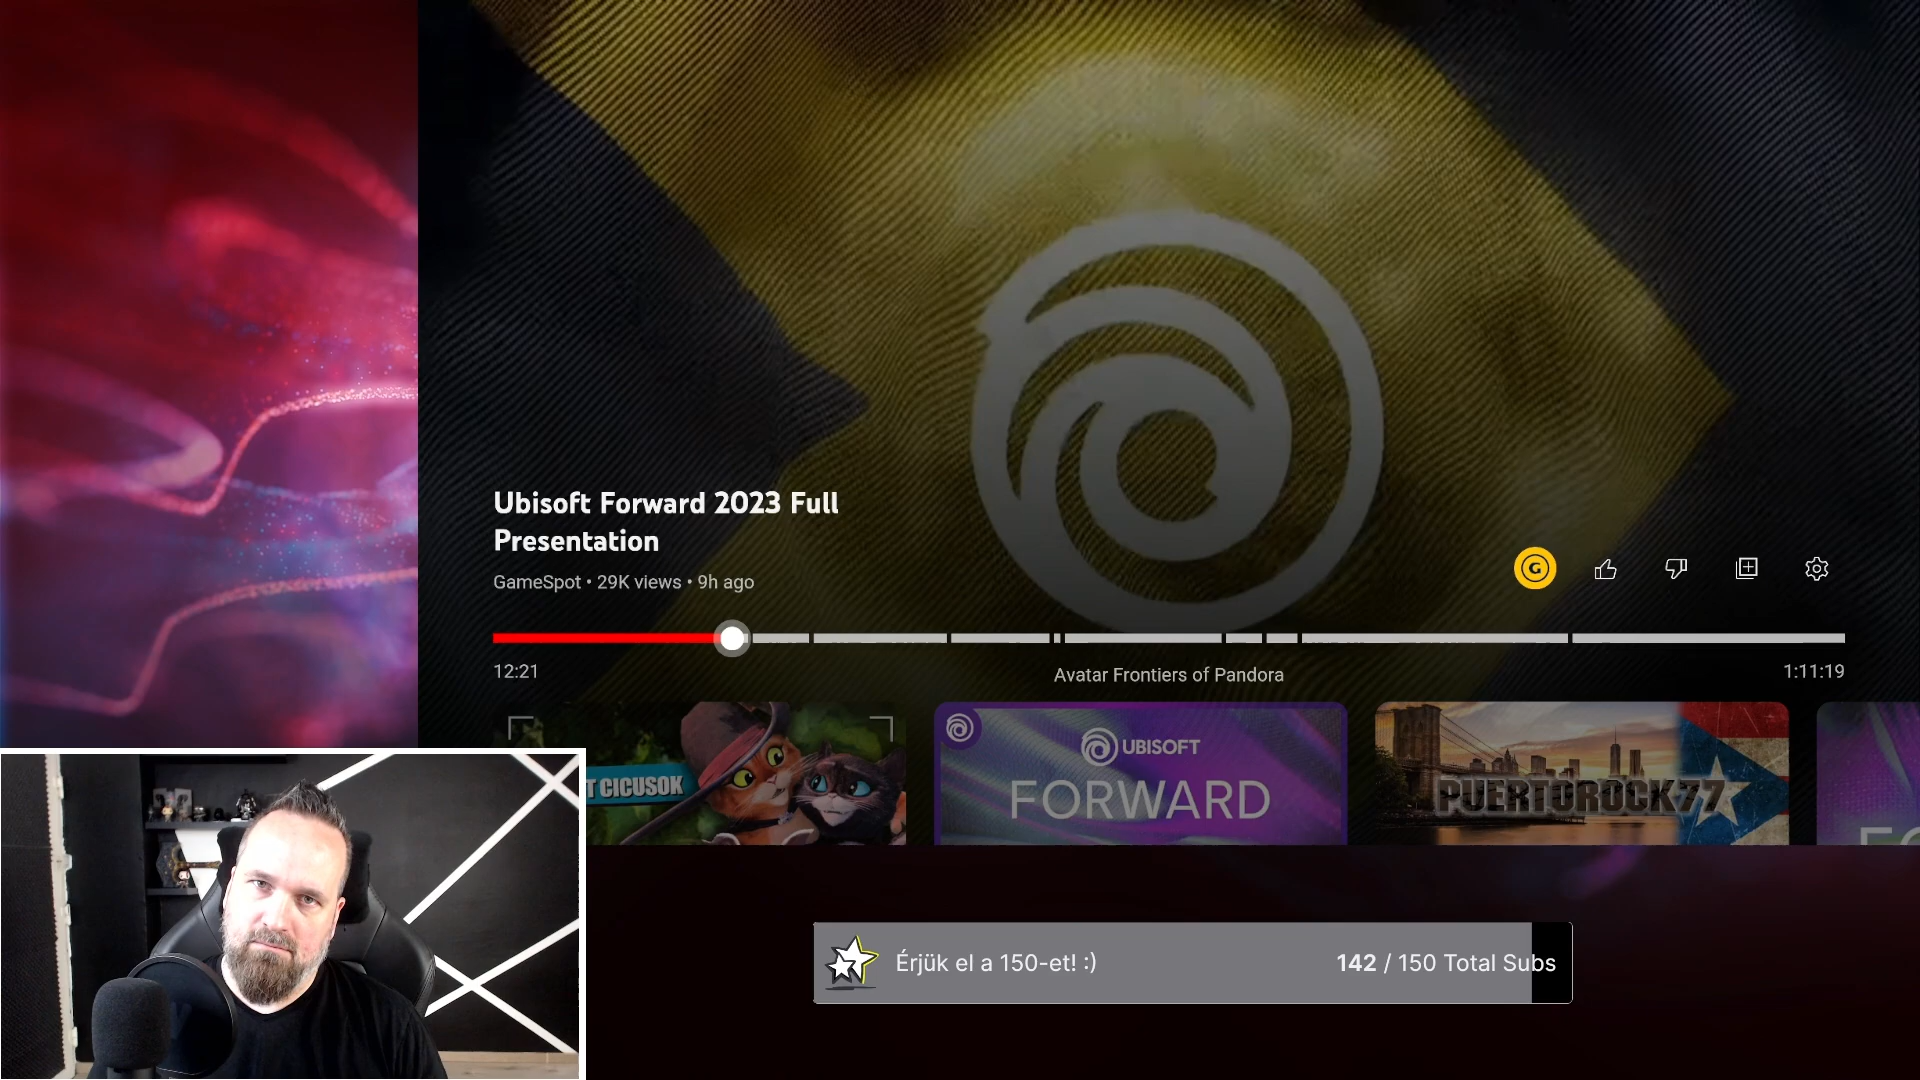 Ubisoft Forward 2023 Full
Presentation
GameSpot • 29K views • 9h ago
G
12:21
Avatar Frontiers of Pandora
1:11:19
T CICUSOK
UBISOFT
FORWARD
PUERTOROCK77
FO
Érjük el a 150-et! :)
142 / 150 Total Subs